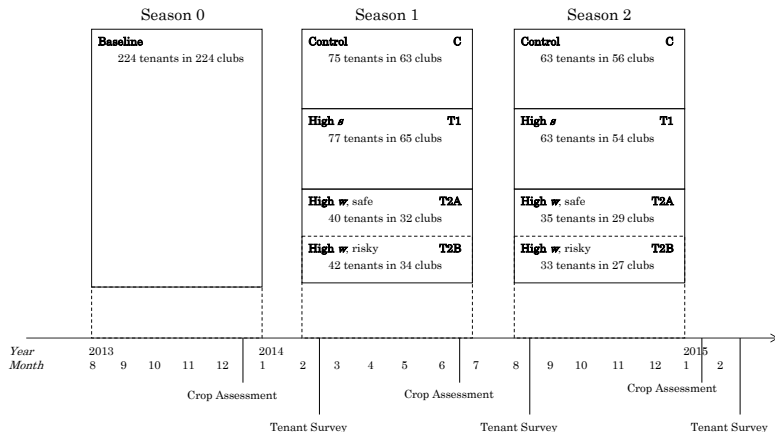 Season 0 Season 1 Season 2
Baseline
224 tenants in 224 clubs
Control C
75 tenants in 63 clubs
High s T1
77 tenants in 65 clubs
High w, safe T2A
40 tenants in 32 clubs
High w, risky T2B
42 tenants in 34 clubs
Control C
63 tenants in 56 clubs
High s T1
63 tenants in 54 clubs
High w, safe T2A
35 tenants in 29 clubs
High w, risky T2B
33 tenants in 27 clubs
Year 2013 2014 2015
Month 8 9 10 11 12 1 2 3 4 5 6 7 8 9 10 11 12 1 2
Crop Assessment Crop Assessment Crop Assessment
Tenant Survey Tenant Survey Tenant Survey